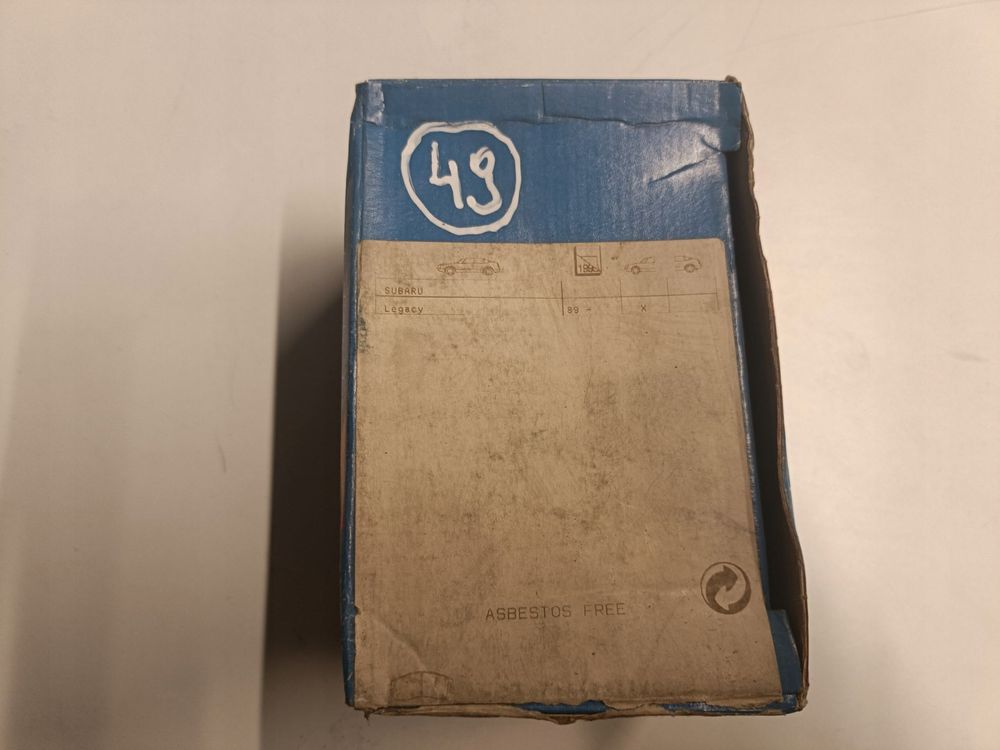 49
SUBARU
Legacy 89 - X
ASBESTOS FREE